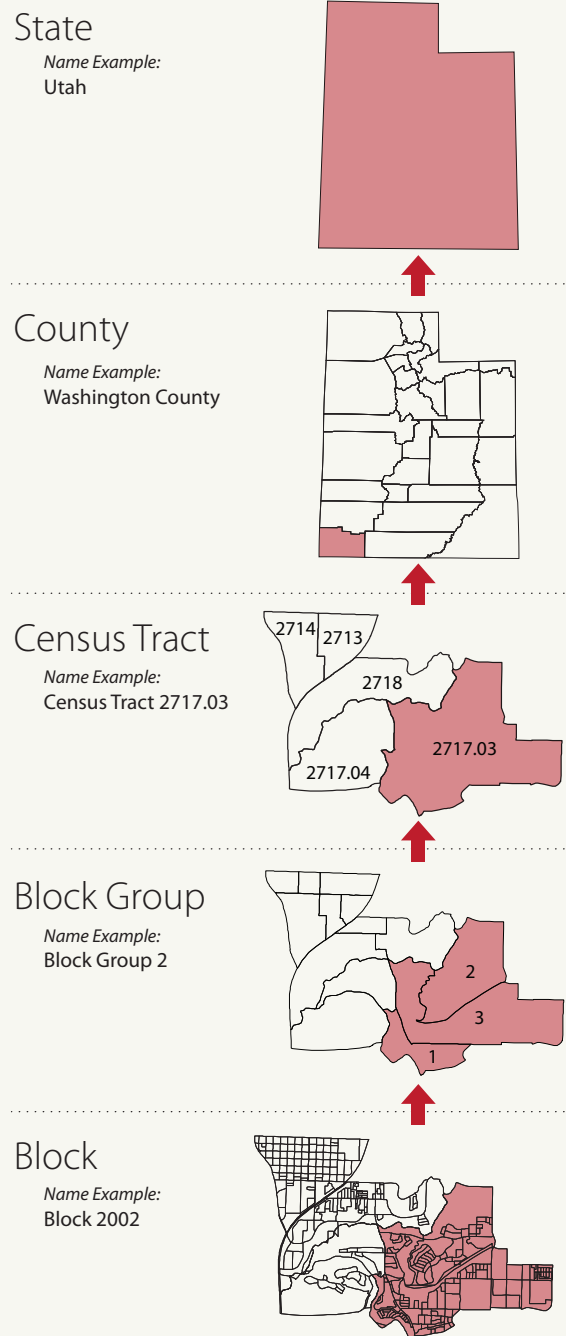 State
Name Example:
Utah
County
Name Example:
Washington County
Census Tract
Name Example:
Census Tract 2717.03
2714
2713
2718
2717.03
2717.04
Block Group
Name Example:
Block Group 2
2
3
1
Block
Name Example:
Block 2002